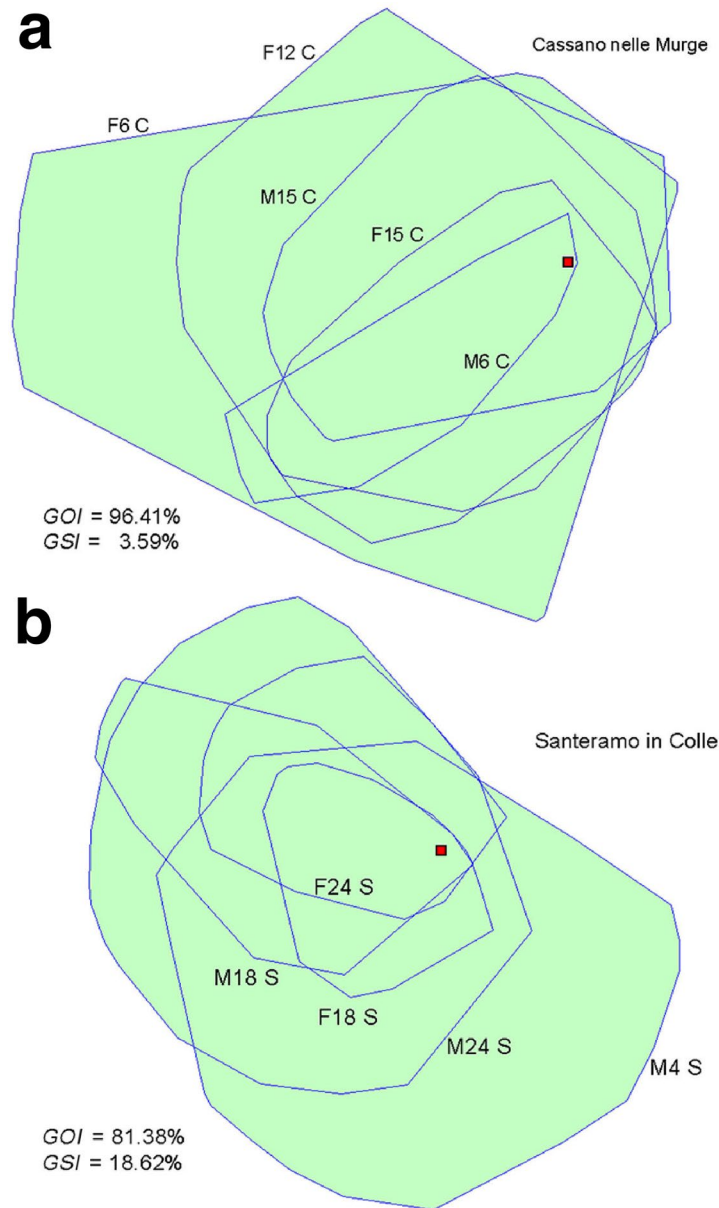 a
Cassano nelle Murge
F12 C
F6 C
M15 C
F15 C
M6 C
GOI = 96.41%
GSI = 3.59%
b
Santeramo in Colle
F24 S
M18 S
F18 S
M24 S
M4 S
GOI = 81.38%
GSI = 18.62%